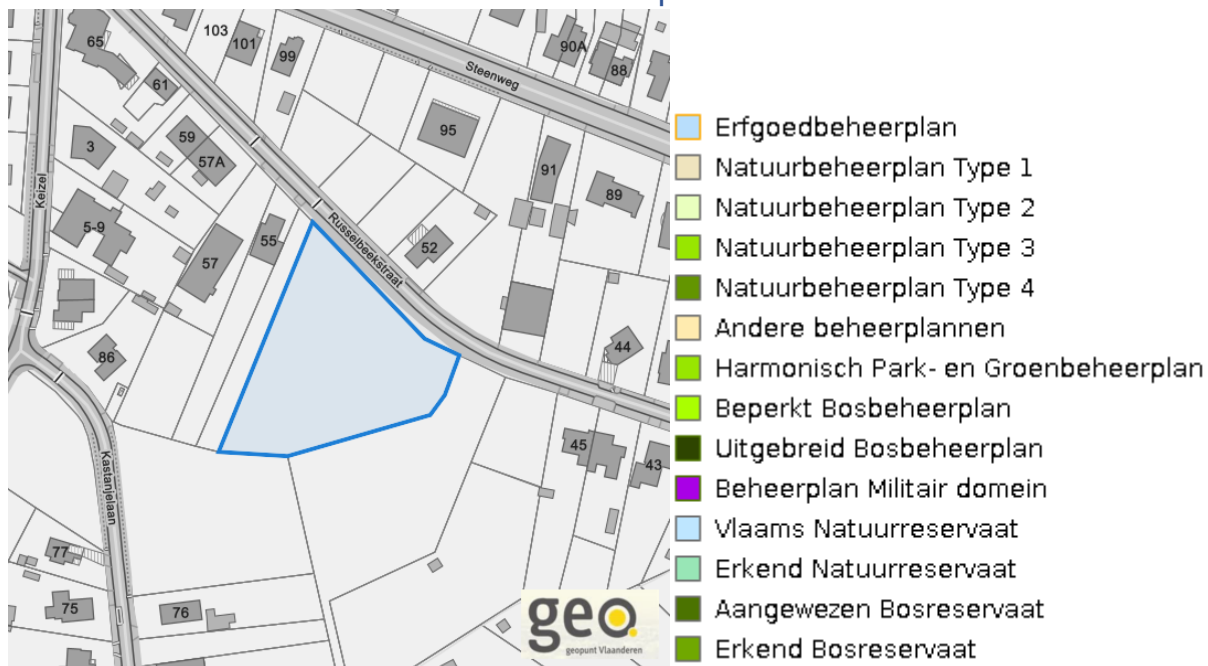 65
103
101
99
Steenweg
90A
88
61
59
57A
95
3
Keizel
5-9
91
89
57
55
Russelbeekstraat
52
86
44
45
43
Kastanjelaan
77
75
76
geo.
geopunt Vlaanderen
Erfgoedbeheerplan
Natuurbeheerplan Type 1
Natuurbeheerplan Type 2
Natuurbeheerplan Type 3
Natuurbeheerplan Type 4
Andere beheerplannen
Harmonisch Park- en Groenbeheerplan
Beperkt Bosbeheerplan
Uitgebreid Bosbeheerplan
Beheerplan Militair domein
Vlaams Natuurreservaat
Erkend Natuurreservaat
Aangewezen Bosreservaat
Erkend Bosreservaat